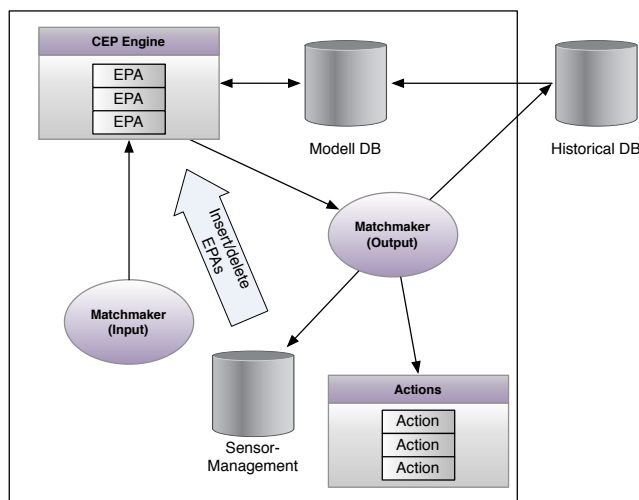 CEP Engine
EPA
EPA
EPA
Modell DB
Historical DB
Insert/delete
EPAs
Matchmaker
(Output)
Matchmaker
(Input)
Sensor-
Management
Actions
Action
Action
Action